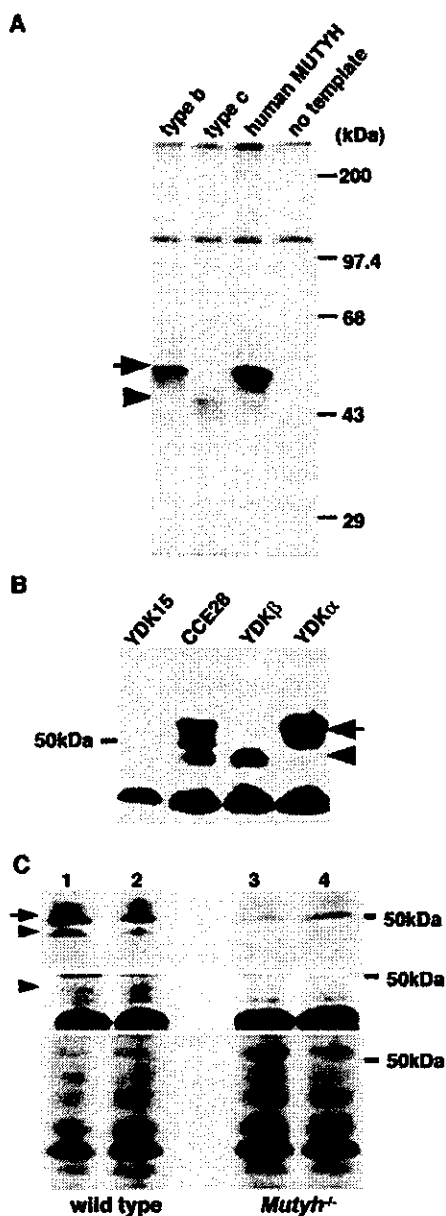 A
type b
type c
human MUTYH
no template
(kDa)
200
97.4
68
43
29
B
YDK15
CCE28
YDKβ
YDKα
50kDa
C
1 2 3 4
50kDa
50kDa
50kDa
wild type Mutyh-/-